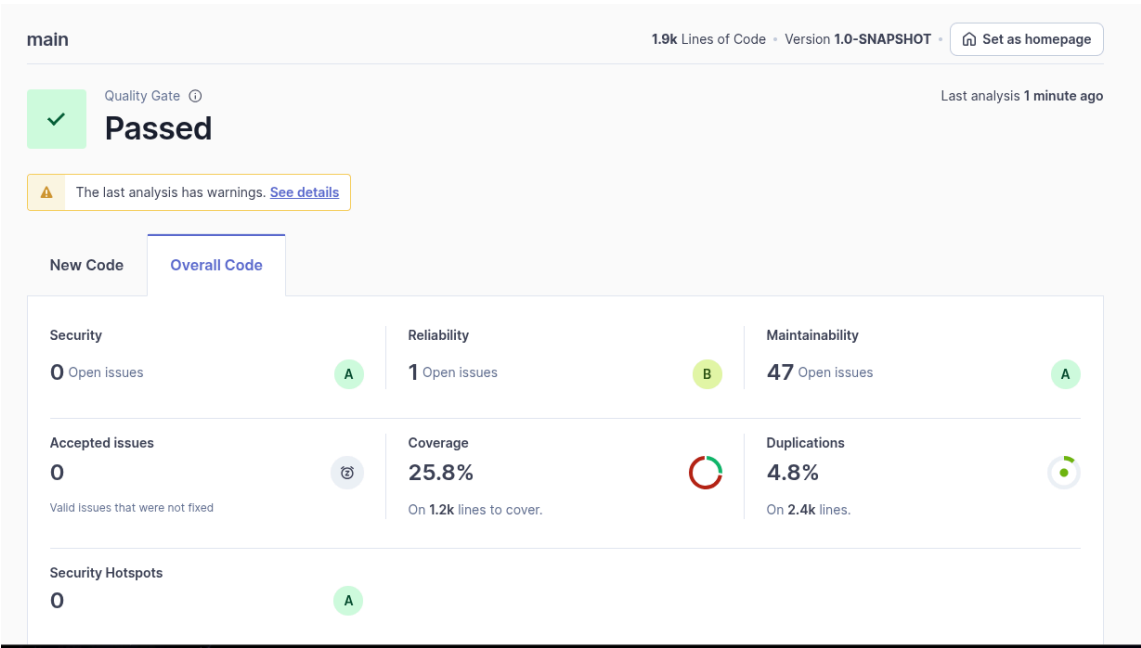 main
1.9k Lines of Code • Version 1.0-SNAPSHOT • Set as homepage
Quality Gate
Last analysis 1 minute ago
Passed
The last analysis has warnings. See details
New Code Overall Code
Security Reliability Maintainability
0 Open issues A 1 Open issues B 47 Open issues A
Accepted issues Coverage Duplications
0 25.8% 4.8%
Valid issues that were not fixed On 1.2k lines to cover. On 2.4k lines.
Security Hotspots
0 A